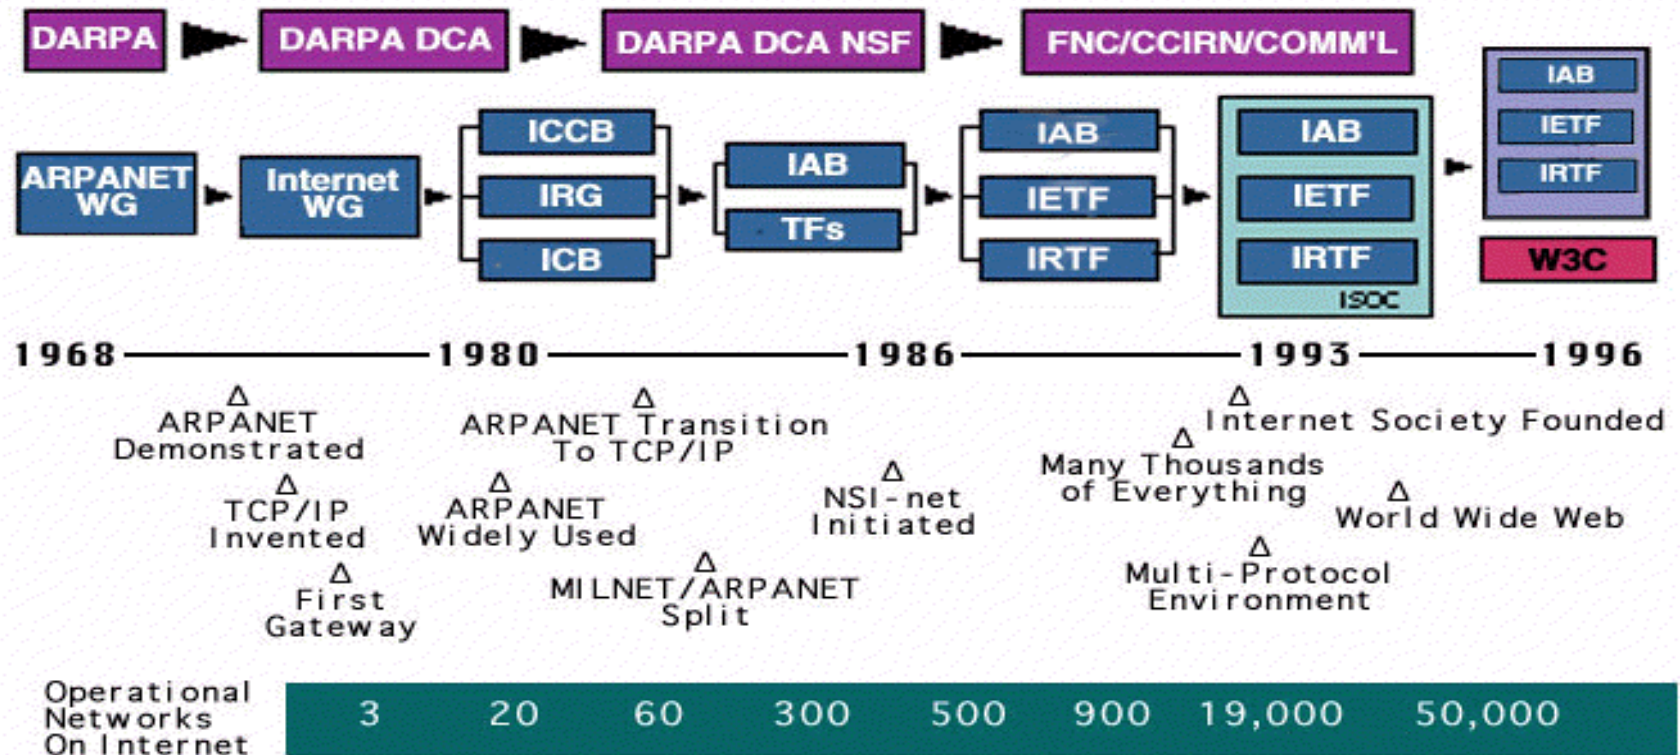 DARPA
DARPA DCA
DARPA DCA NSF
FNC/CCIRN/COMM'L
ARPANET
WG
Internet
WG
ICCB
IRG
ICB
IAB
TFs
IAB
IETF
IRTF
IAB
IETF
IRTF
ISOC
IAB
IETF
IRTF
W3C
1968
1980
1986
1993
1996
ARPANET
Demonstrated
TCP/IP
Invented
First
Gateway
ARPANET Transition
To TCP/IP
ARPANET
Widely Used
MILNET/ARPANET
Split
NSI-net
Initiated
Internet Society Founded
Many Thousands
of Everything
World Wide Web
Multi-Protocol
Environment
Operational
Networks
On Internet
3 20 60 300 500 900 19,000 50,000